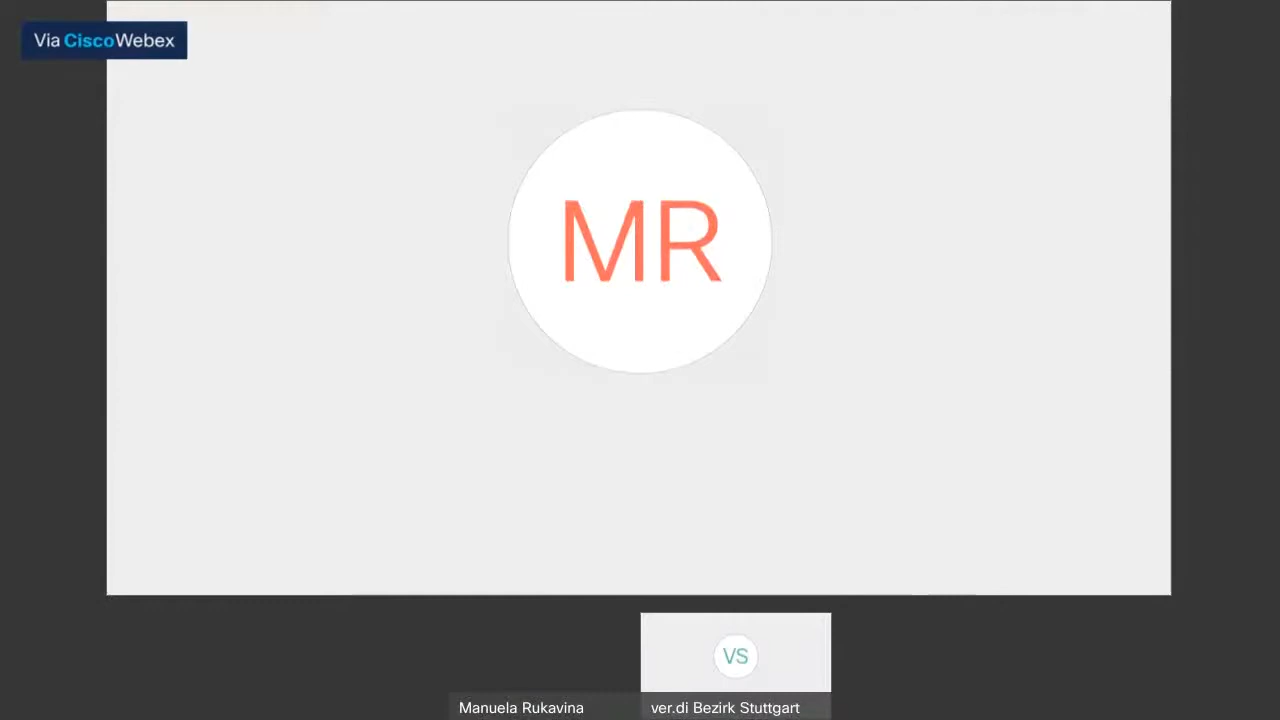 Via CiscoWebex
MR
VS
Manuela Rukavina
ver.di Bezirk Stuttgart